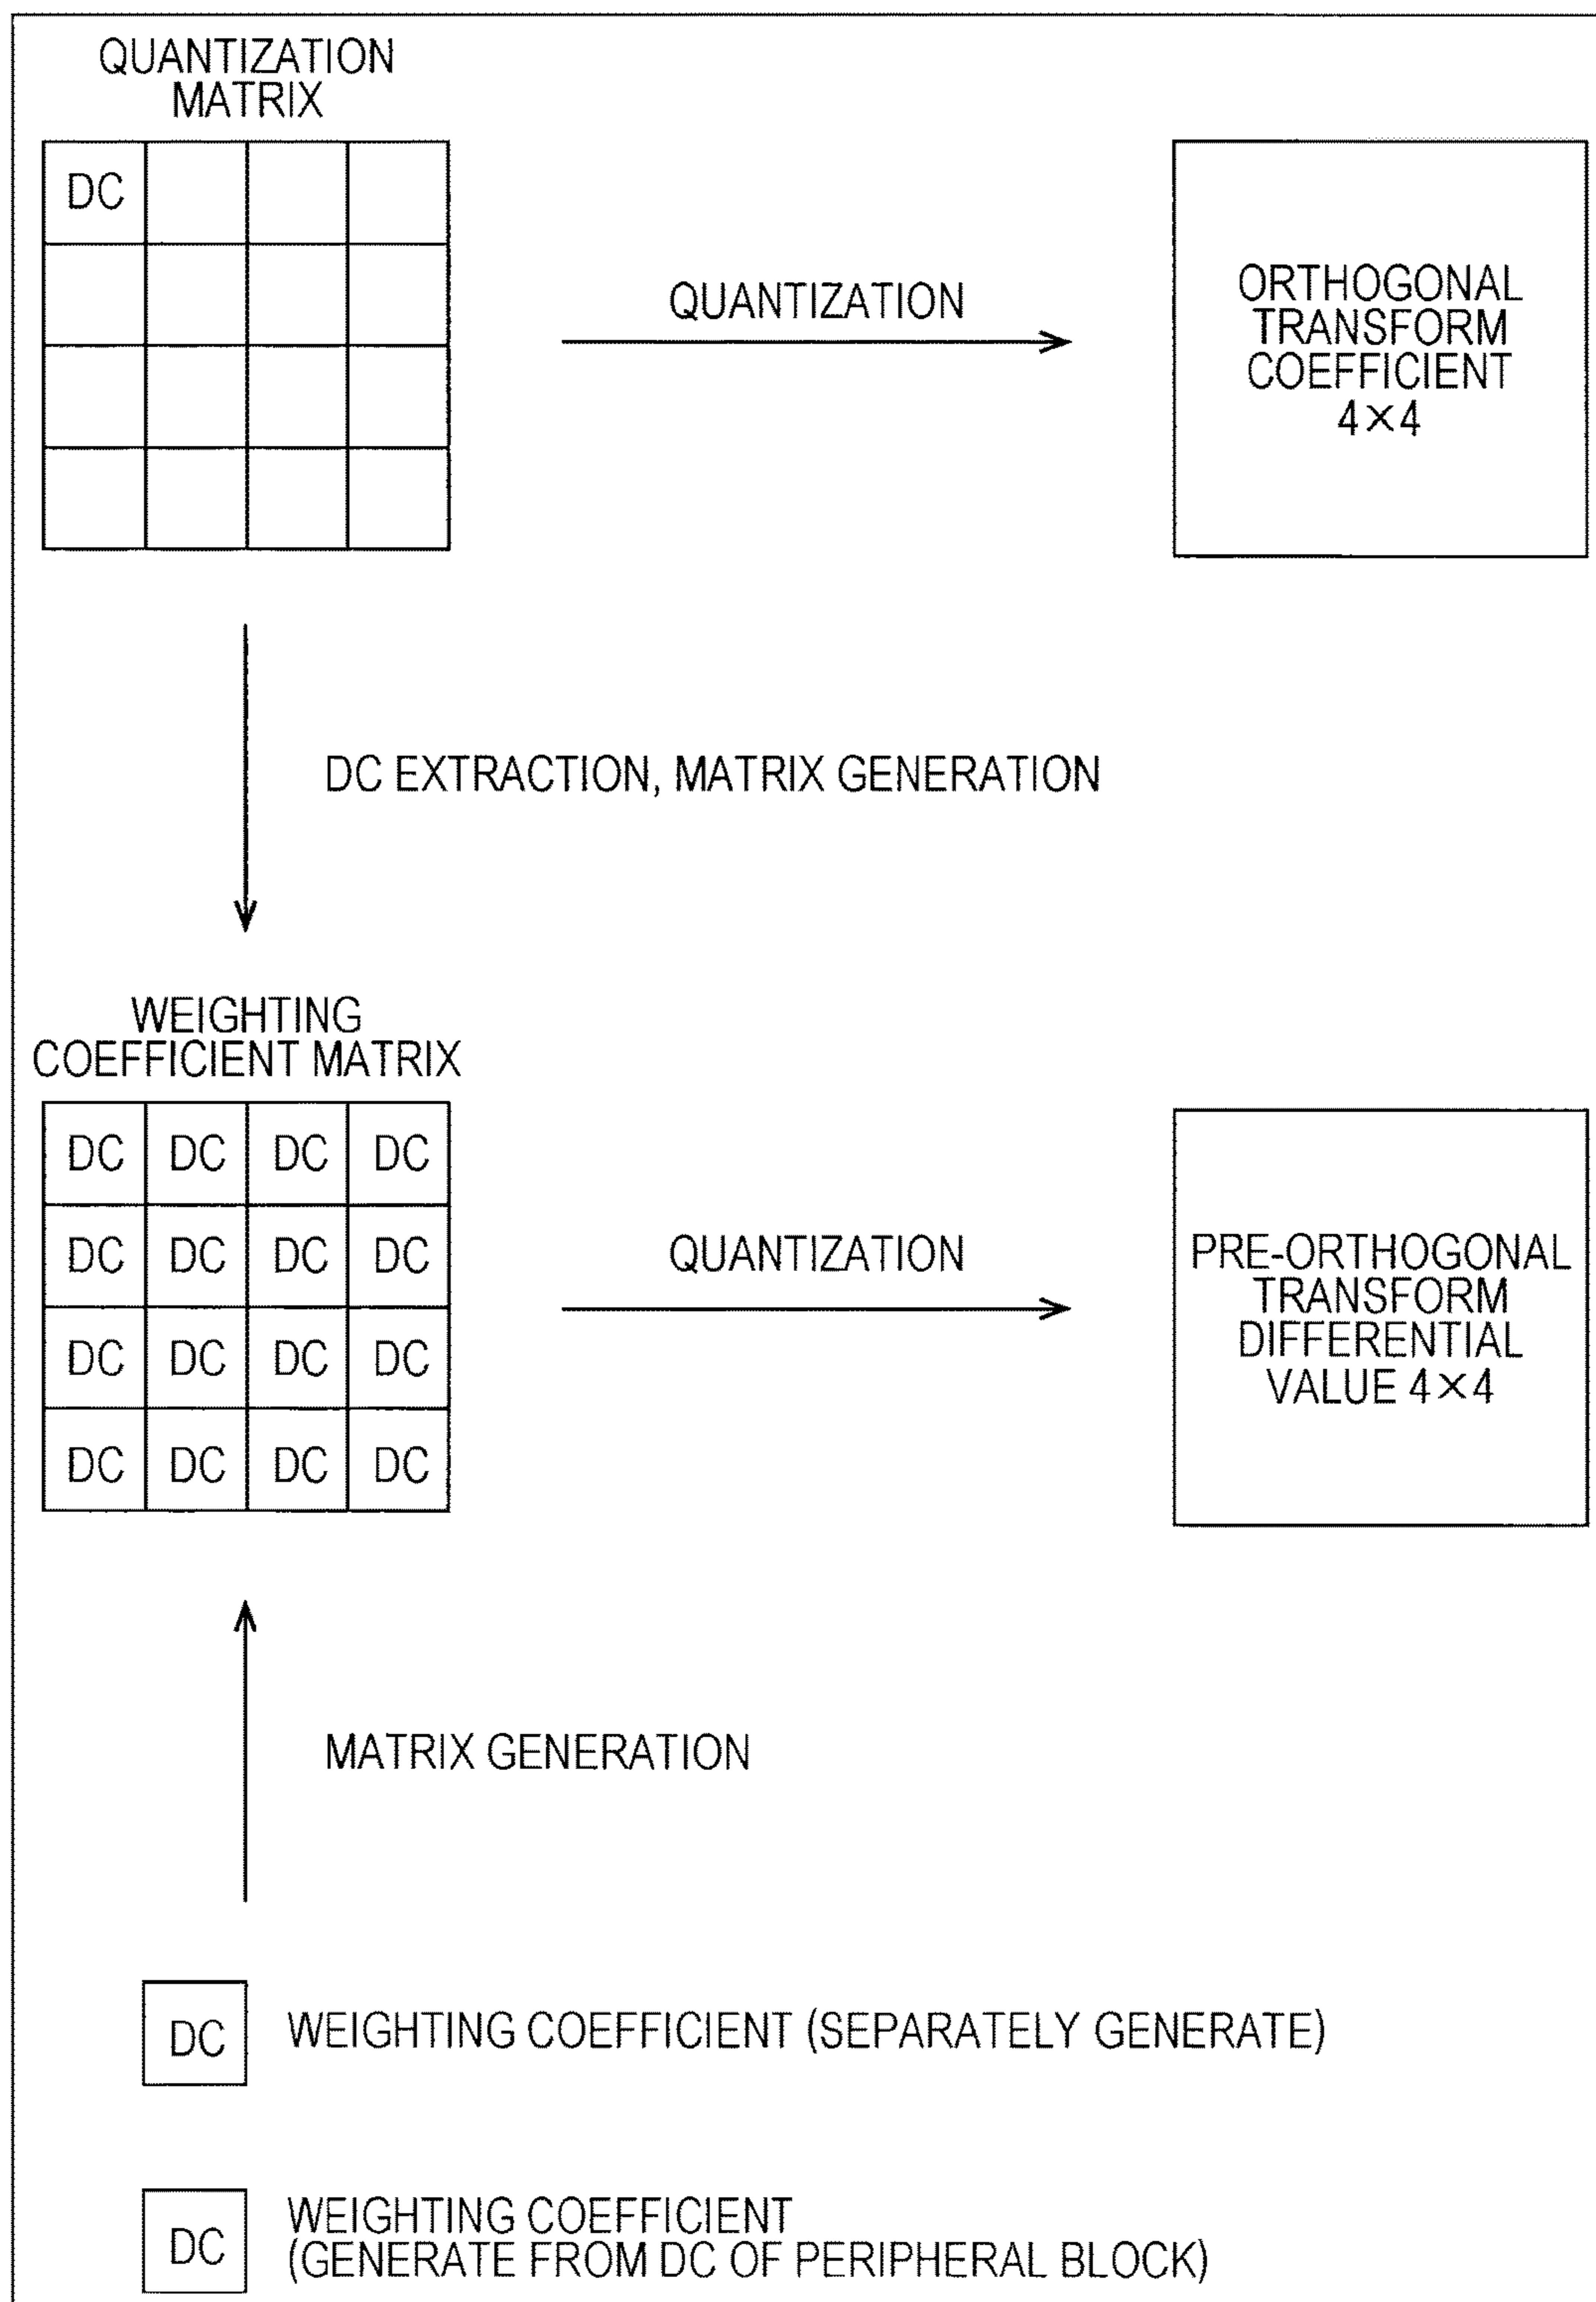 QUANTIZATION
MATRIX
DC
QUANTIZATION
ORTHOGONAL
TRANSFORM
COEFFICIENT
4×4
DC EXTRACTION, MATRIX GENERATION
WEIGHTING
COEFFICIENT MATRIX
DC DC DC DC
DC DC DC DC
DC DC DC DC
DC DC DC DC
QUANTIZATION
PRE-ORTHOGONAL
TRANSFORM
DIFFERENTIAL
VALUE 4×4
MATRIX GENERATION
DC WEIGHTING COEFFICIENT (SEPARATELY GENERATE)
DC
WEIGHTING COEFFICIENT
(GENERATE FROM DC OF PERIPHERAL BLOCK)